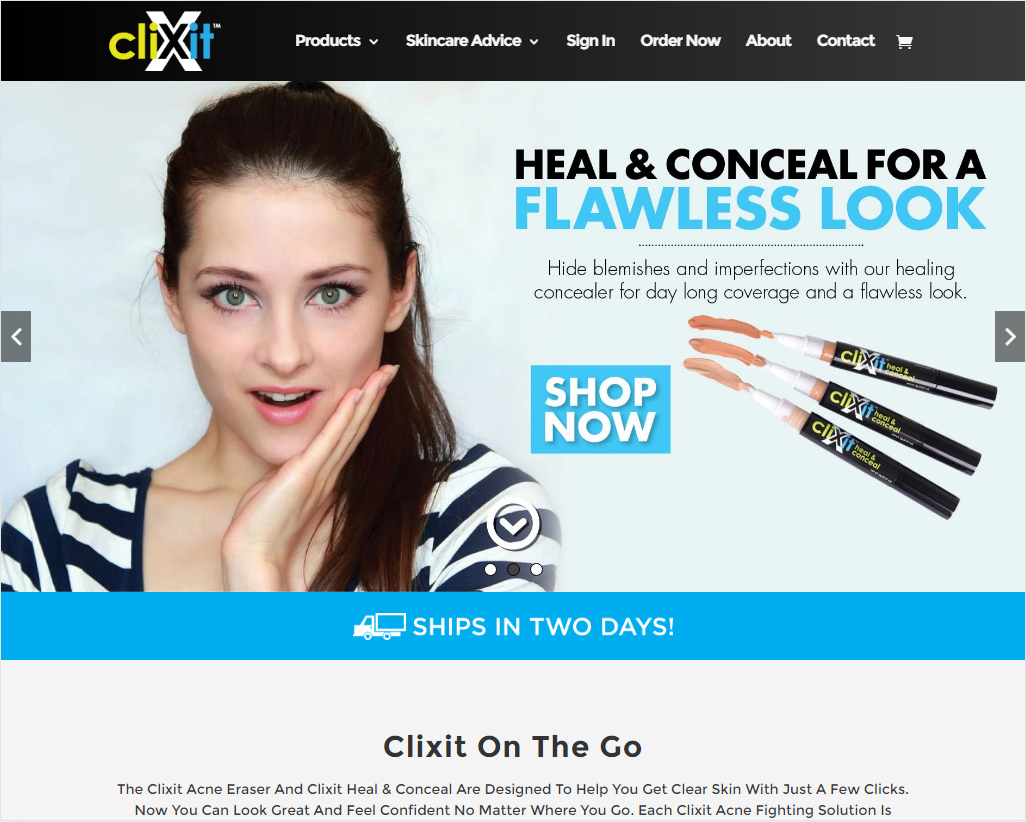 cliXit™
Products Skincare Advice Sign In Order Now About Contact
HEAL & CONCEAL FOR A
FLAWLESS LOOK
Hide blemishes and imperfections with our healing
concealer for day long coverage and a flawless look.
cliXit heal &
conceal
cliXit heal &
conceal
cliXit heal &
conceal
SHOP
NOW
SHIPS IN TWO DAYS!
Clixit On The Go
The Clixit Acne Eraser And Clixit Heal & Conceal Are Designed To Help You Get Clear Skin With Just A Few Clicks.
Now You Can Look Great And Feel Confident No Matter Where You Go. Each Clixit Acne Fighting Solution Is